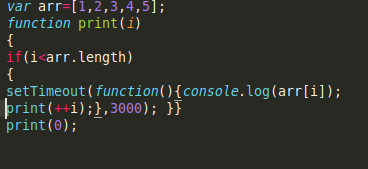 var arr=[1,2,3,4,5];
function print(i)
{
if(i<arr.length)
{
setTimeout(function(){console.log(arr[i]);
print(++i);},3000); }}
print(0);